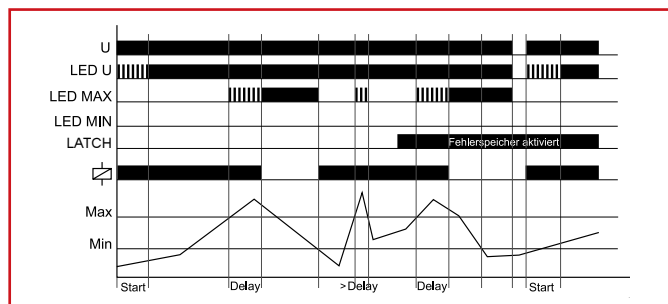 U
LED U
LED MAX
LED MIN
LATCH
Fehlerspeicher aktiviert
Max
Min
Start Delay >Delay Delay Start